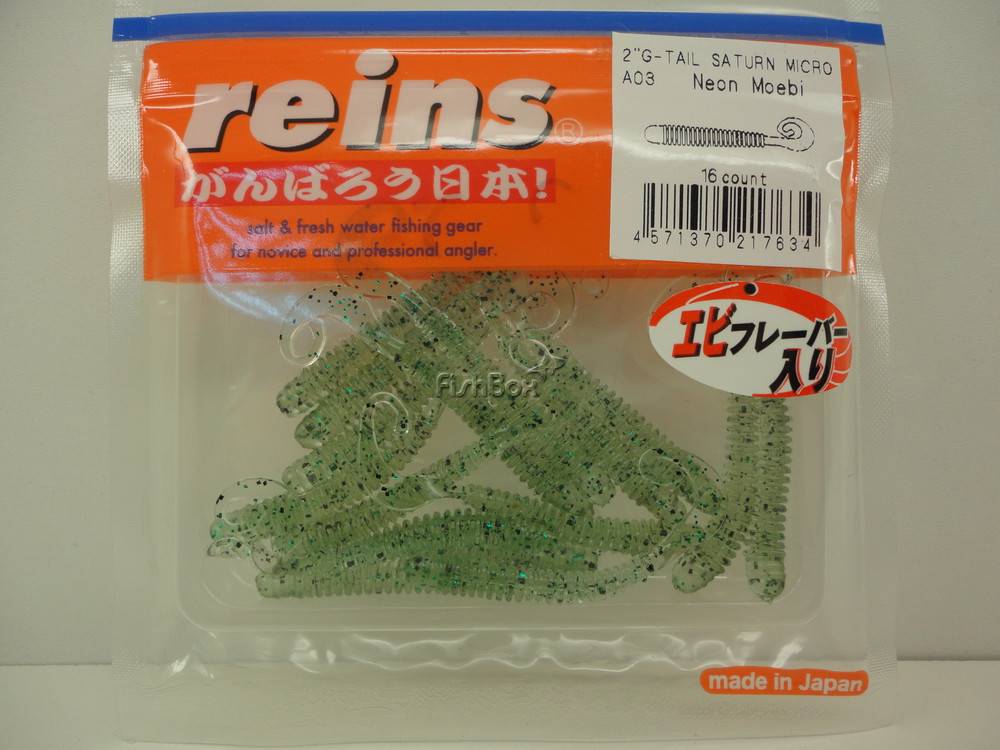 reins®
がんばろう日本!
salt & fresh water fishing gear
for novice and professional angler.
2"G-TAIL SATURN MICRO
A03 Neon Moebi
16 count
4 571370 217634
エビフレーバー
入り
FishBox
made in Japan